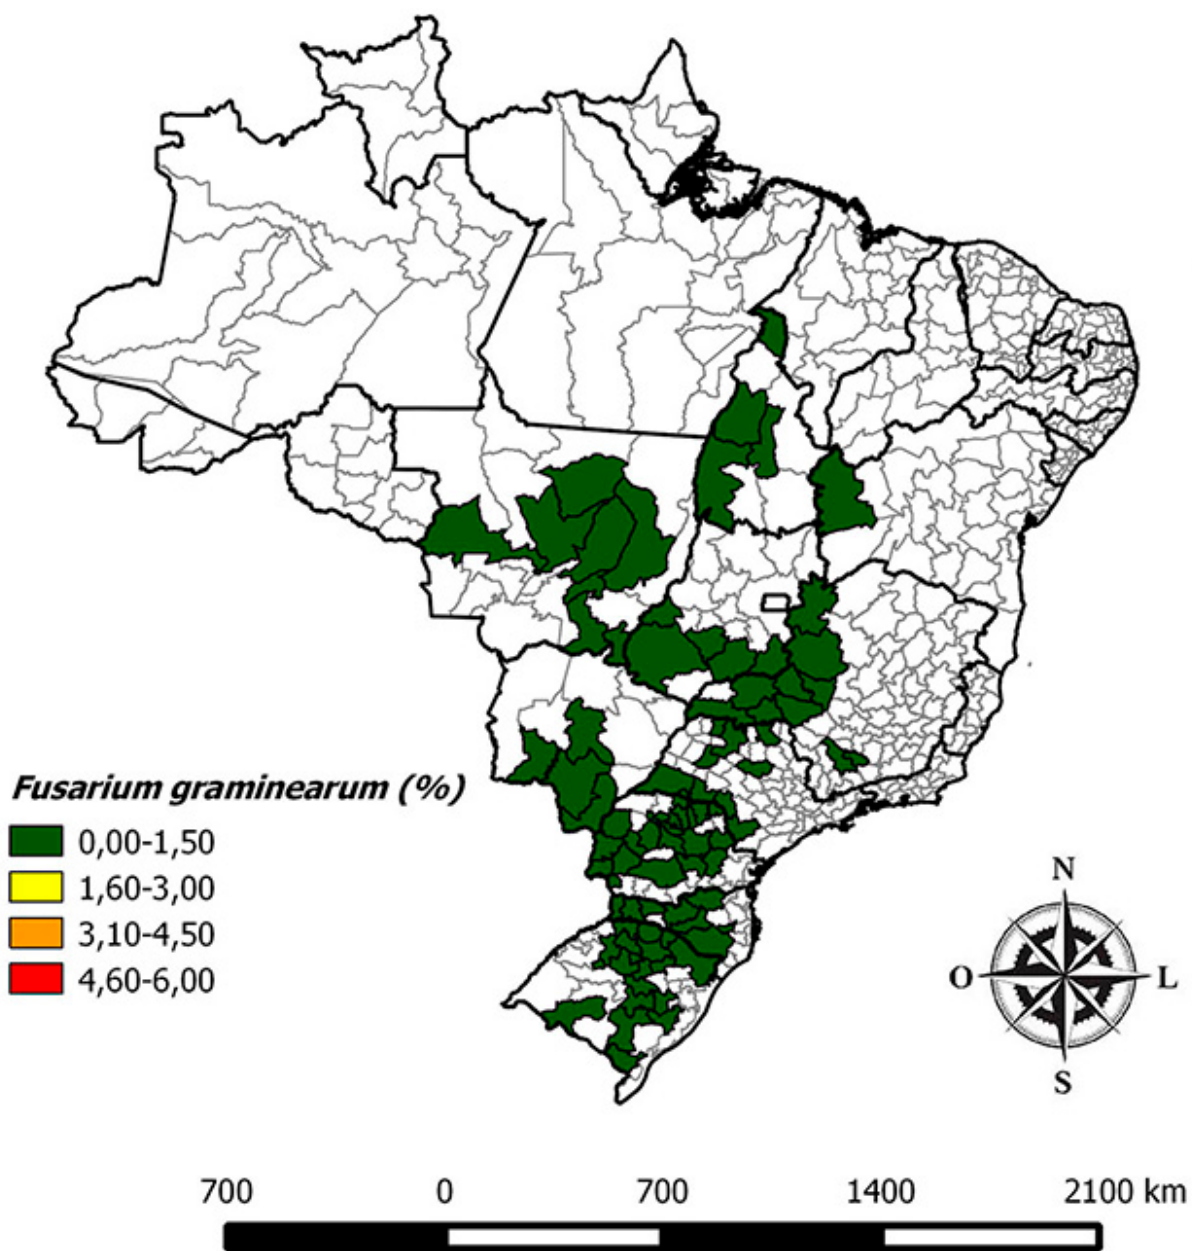 Fusarium graminearum (%)
0,00-1,50
1,60-3,00
3,10-4,50
4,60-6,00
N
O
L
S
700 0 700 1400 2100 km